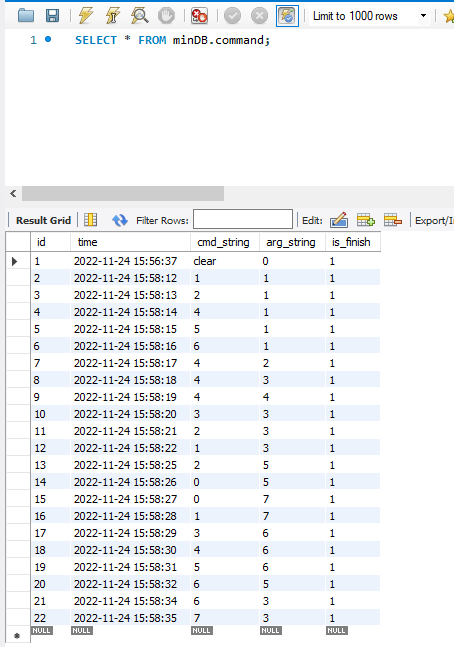 Limit to 1000 rows
1 SELECT * FROM minDB.command;
Result Grid Filter Rows: Edit: Export/I
id time cmd_string arg_string is_finish
1 2022-11-24 15:56:37 clear 0 1
2 2022-11-24 15:58:12 1 1 1
3 2022-11-24 15:58:13 2 1 1
4 2022-11-24 15:58:14 4 1 1
5 2022-11-24 15:58:15 5 1 1
6 2022-11-24 15:58:16 6 1 1
7 2022-11-24 15:58:17 4 2 1
8 2022-11-24 15:58:18 4 3 1
9 2022-11-24 15:58:19 4 4 1
10 2022-11-24 15:58:20 3 3 1
11 2022-11-24 15:58:21 2 3 1
12 2022-11-24 15:58:22 1 3 1
13 2022-11-24 15:58:25 2 5 1
14 2022-11-24 15:58:26 0 5 1
15 2022-11-24 15:58:27 0 7 1
16 2022-11-24 15:58:28 1 7 1
17 2022-11-24 15:58:29 3 6 1
18 2022-11-24 15:58:30 4 6 1
19 2022-11-24 15:58:31 5 6 1
20 2022-11-24 15:58:32 6 5 1
21 2022-11-24 15:58:34 6 3 1
22 2022-11-24 15:58:35 7 3 1
NULL NULL NULL NULL NULL